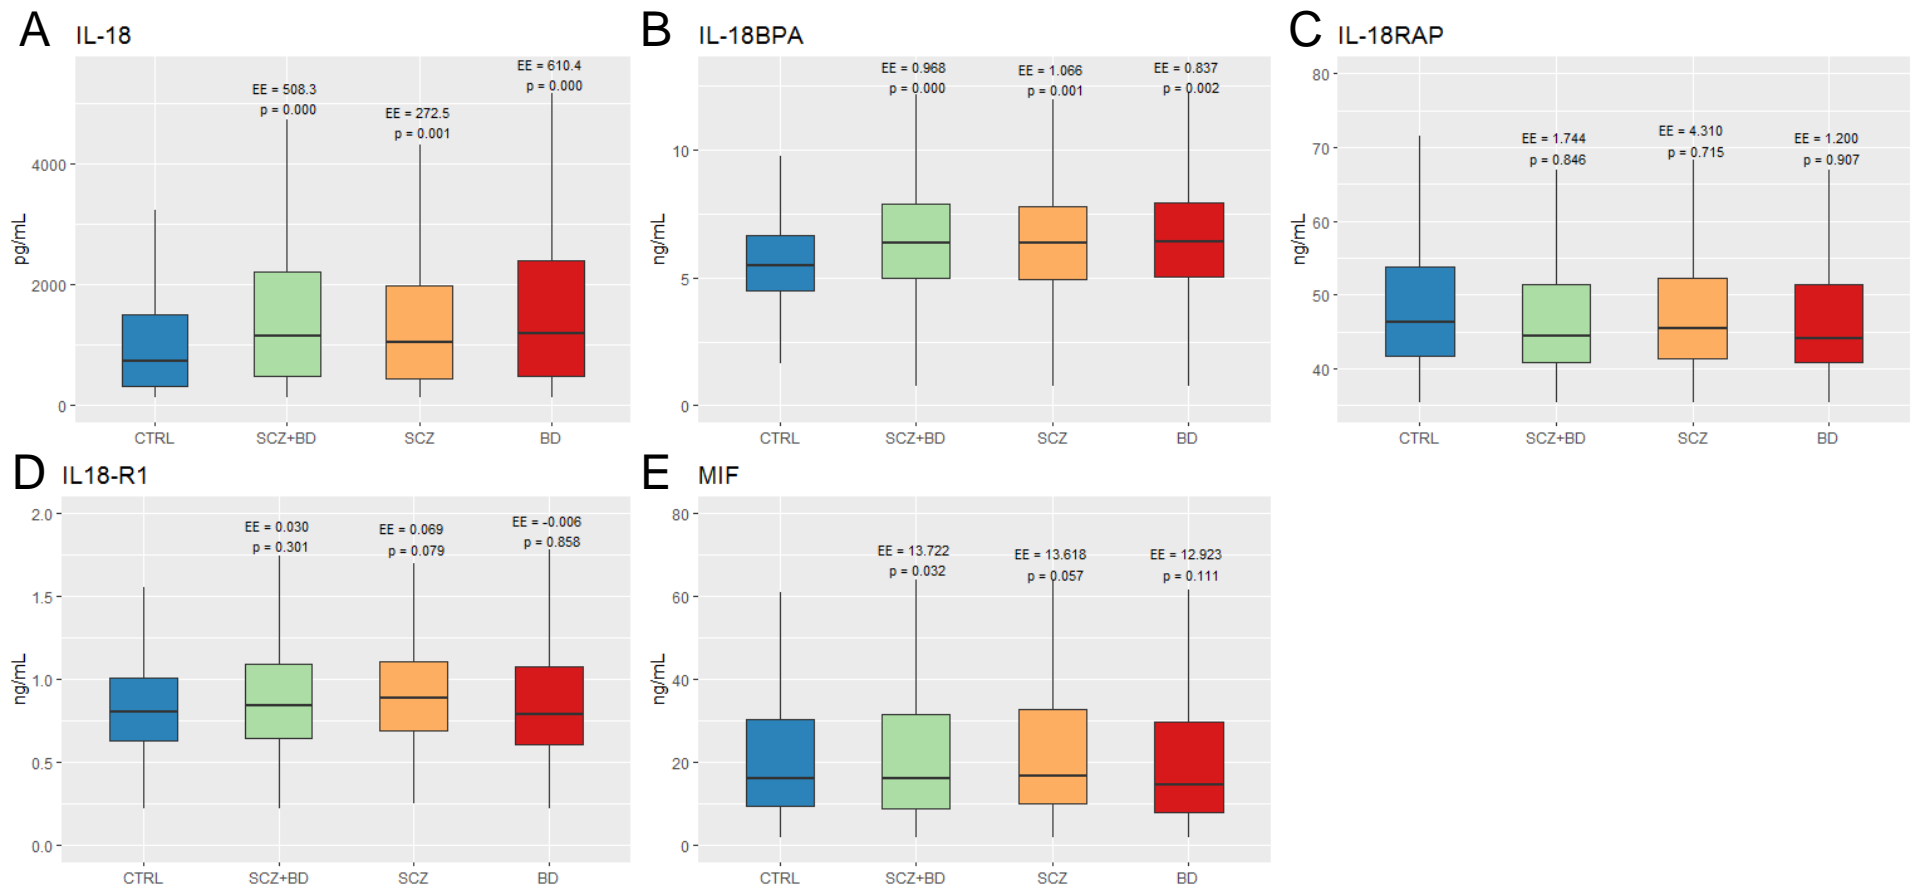 A IL-18
EE = 508.3
p = 0.000
EE = 272.5
p = 0.001
EE = 610.4
p = 0.000
pg/mL
4000
2000
0
CTRL SCZ+BD SCZ BD
B IL-18BPA
EE = 0.968
p = 0.000
EE = 1.066
p = 0.001
EE = 0.837
p = 0.002
ng/mL
10
5
0
CTRL SCZ+BD SCZ BD
C IL-18RAP
EE = 1.744
p = 0.846
EE = 4.310
p = 0.715
EE = 1.200
p = 0.907
ng/mL
80
70
60
50
40
CTRL SCZ+BD SCZ BD
D IL18-R1
EE = 0.030
p = 0.301
EE = 0.069
p = 0.079
EE = -0.006
p = 0.858
ng/mL
2.0
1.5
1.0
0.5
0.0
CTRL SCZ+BD SCZ BD
E MIF
EE = 13.722
p = 0.032
EE = 13.618
p = 0.057
EE = 12.923
p = 0.111
ng/mL
80
60
40
20
0
CTRL SCZ+BD SCZ BD